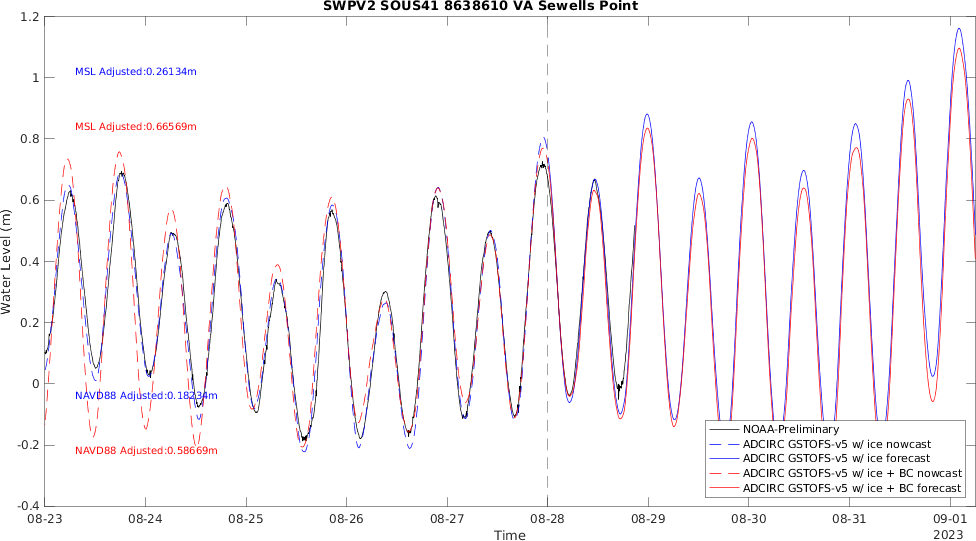 SWPV2 SOUS41 8638610 VA Sewells Point
1.2
1
0.8
0.6
0.4
0.2
0
-0.2
-0.4
Water Level (m)
MSL Adjusted:0.26134m
MSL Adjusted:0.66569m
NAVD88 Adjusted:0.18234m
NAVD88 Adjusted:0.58669m
NOAA-Preliminary
ADCIRC GSTOFS-v5 w/ ice nowcast
ADCIRC GSTOFS-v5 w/ ice forecast
ADCIRC GSTOFS-v5 w/ ice + BC nowcast
ADCIRC GSTOFS-v5 w/ ice + BC forecast
08-23 08-24 08-25 08-26 08-27 08-28 08-29 08-30 08-31 09-01
Time
2023